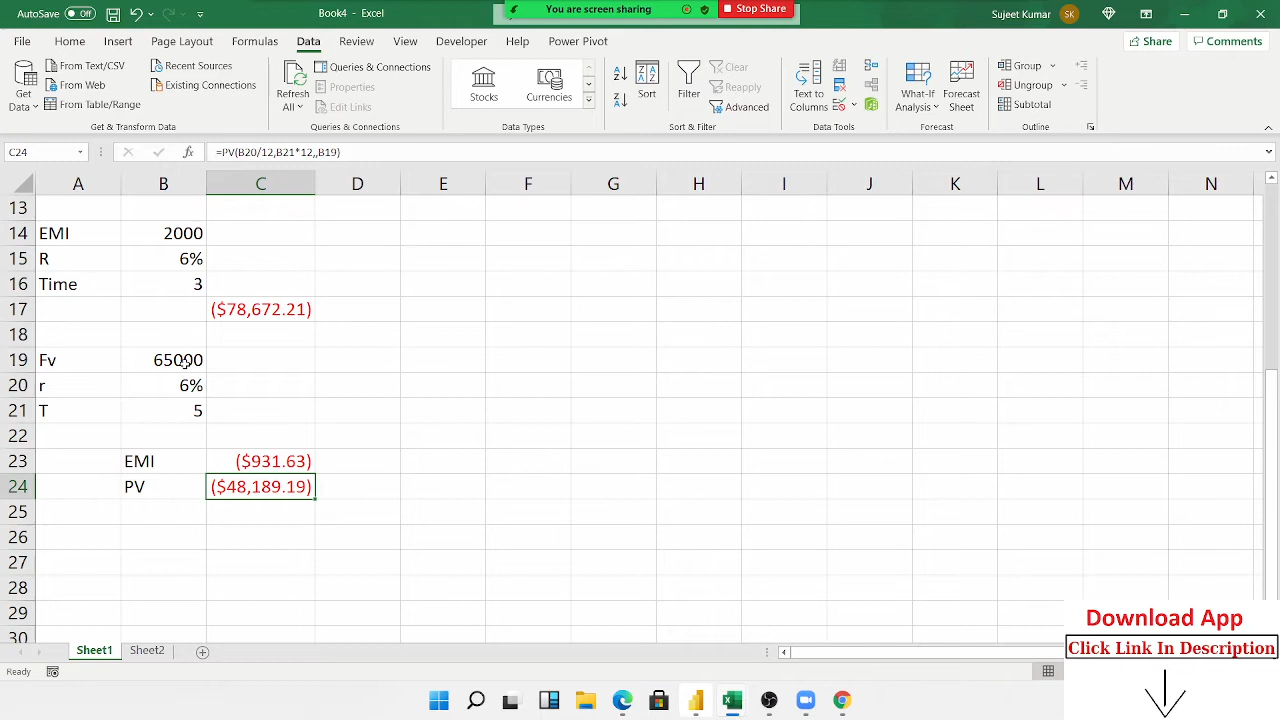 AutoSave Off Book4 - Excel You are screen sharing Stop Share Sujeet Kumar SK
File Home Insert Page Layout Formulas Data Review View Developer Help Power Pivot Share Comments
Get Data From Text/CSV From Web From Table/Range Recent Sources Existing Connections
Refresh All Queries & Connections Properties Edit Links
Stocks Currencies
Sort Filter Clear Reapply Advanced
Text to Columns
What-If Analysis Forecast Sheet
Group Ungroup Subtotal
Get & Transform Data Queries & Connections Data Types Sort & Filter Data Tools Forecast Outline
C24 fx =PV(B20/12,B21*12,,B19)
A B C D E F G H I J K L M N
13
14 EMI 2000
15 R 6%
16 Time 3
17 ($78,672.21)
18
19 Fv 65000
20 r 6%
21 T 5
22
23 EMI ($931.63)
24 PV ($48,189.19)
25
26
27
28
29
30
Sheet1 Sheet2
Ready
Download App
Click Link In Description